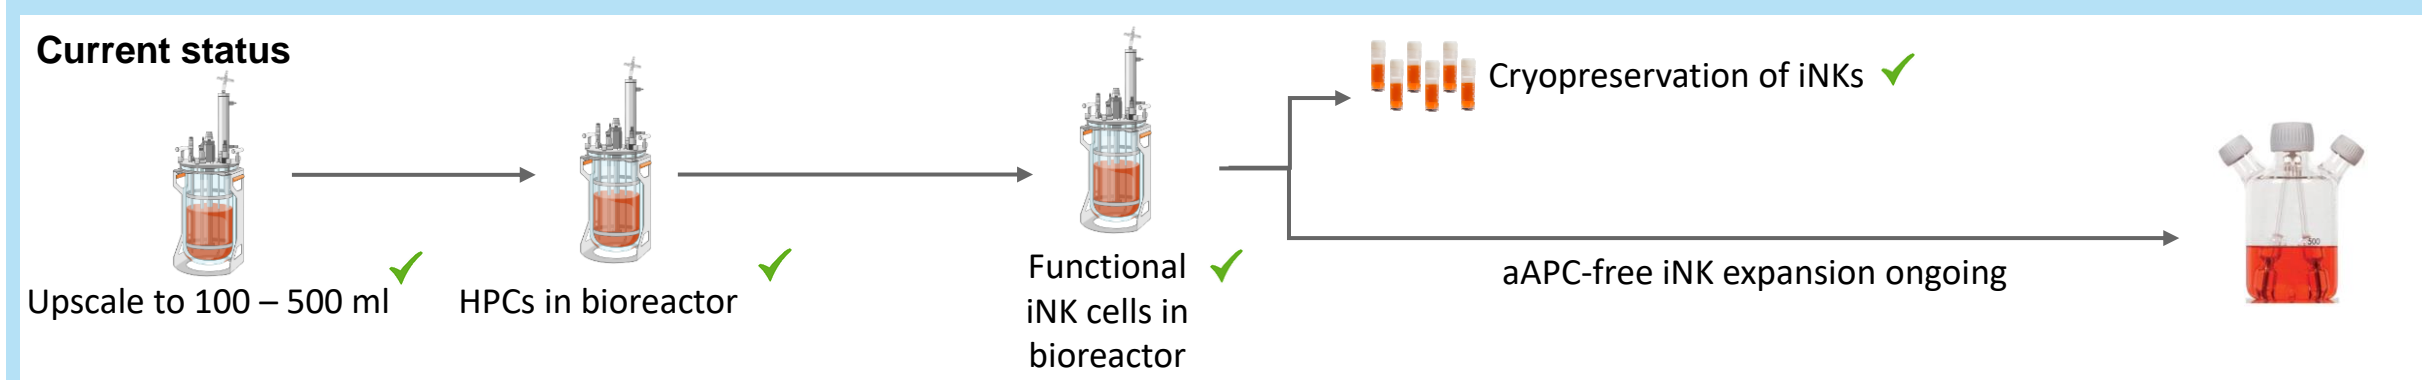 Current status
Cryopreservation of iNKs
Upscale to 100 – 500 ml
HPCs in bioreactor
Functional
iNK cells in
bioreactor
aAPC-free iNK expansion ongoing
500